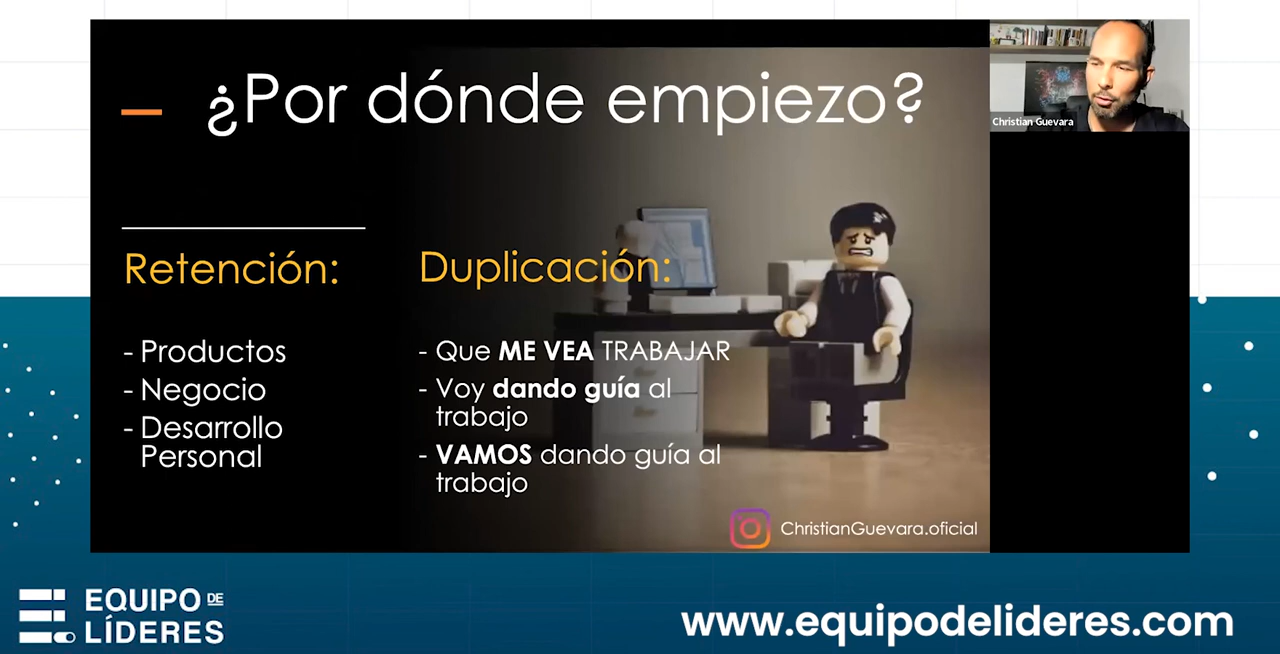 ¿Por dónde empiezo?
Christian Guevara
Retención:
- Productos
- Negocio
- Desarrollo
Personal
Duplicación:
- Que ME VEA TRABAJAR
- Voy dando guía al
trabajo
- VAMOS dando guía al
trabajo
ChristianGuevara.oficial
EQUIPO DE
LÍDERES
www.equipodelideres.com